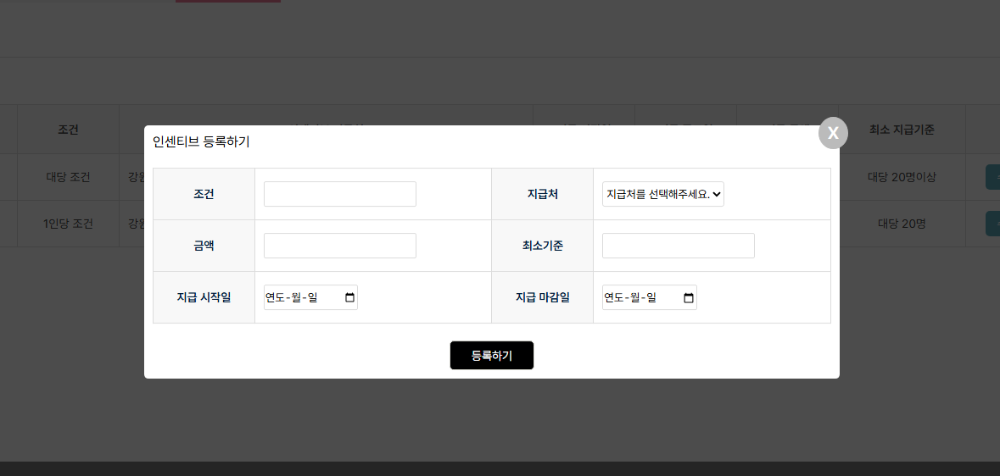 조건
최소 지급기준
인센티브 등록하기
X
대당 조건
강원
대당 20명이상
조건
지급처
지급처를 선택해주세요.
1인당 조건
강원
대당 20명
금액
최소기준
지급 시작일
연도-월-일
지급 마감일
연도-월-일
등록하기